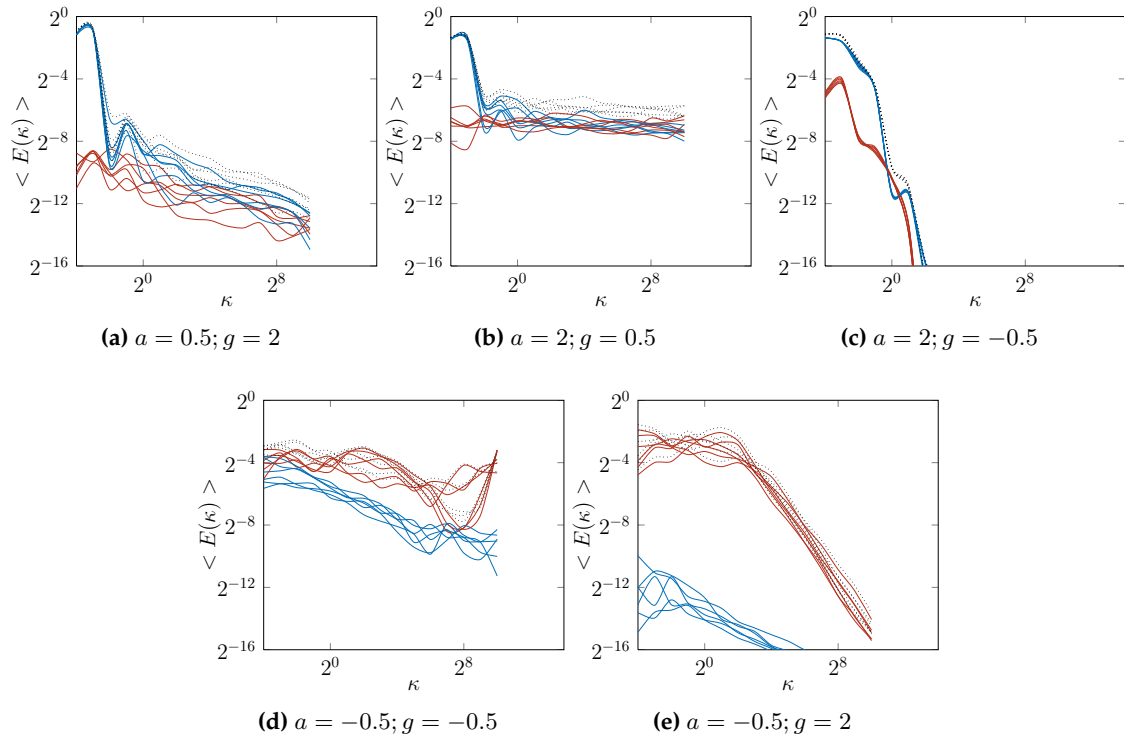 2^0 2^0 2^0
2^{-4} 2^{-4} 2^{-4}
2^{-8} 2^{-8} 2^{-8}
2^{-12} 2^{-12} 2^{-12}
2^{-16} 2^{-16} 2^{-16}
< E(κ) > < E(κ) > < E(κ) >
2^0 2^8 2^0 2^8 2^0 2^8
κ κ κ
(a) a = 0.5; g = 2 (b) a = 2; g = 0.5 (c) a = 2; g = −0.5
2^0 2^0
2^{-4} 2^{-4}
2^{-8} 2^{-8}
2^{-12} 2^{-12}
2^{-16} 2^{-16}
< E(κ) > < E(κ) >
2^0 2^8 2^0 2^8
κ κ
(d) a = −0.5; g = −0.5 (e) a = −0.5; g = 2